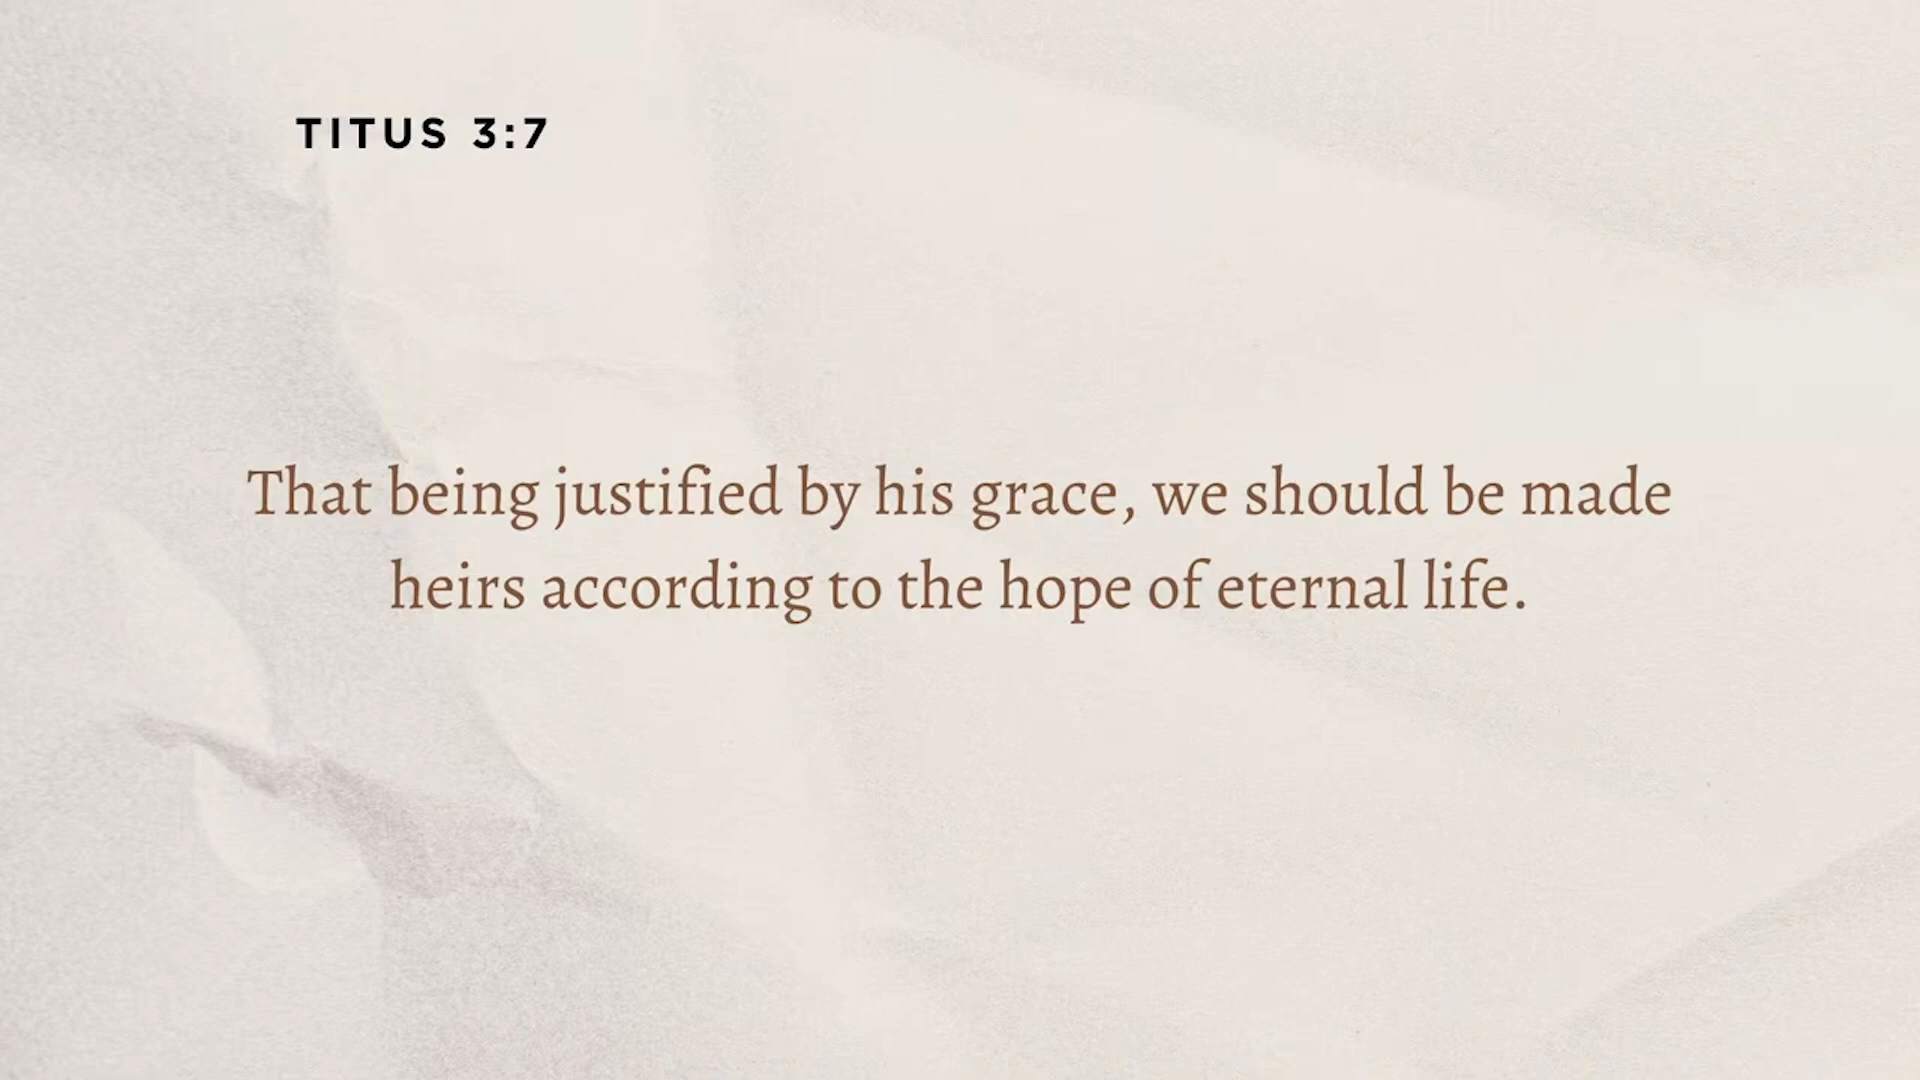 TITUS 3:7
That being justified by his grace, we should be made
heirs according to the hope of eternal life.